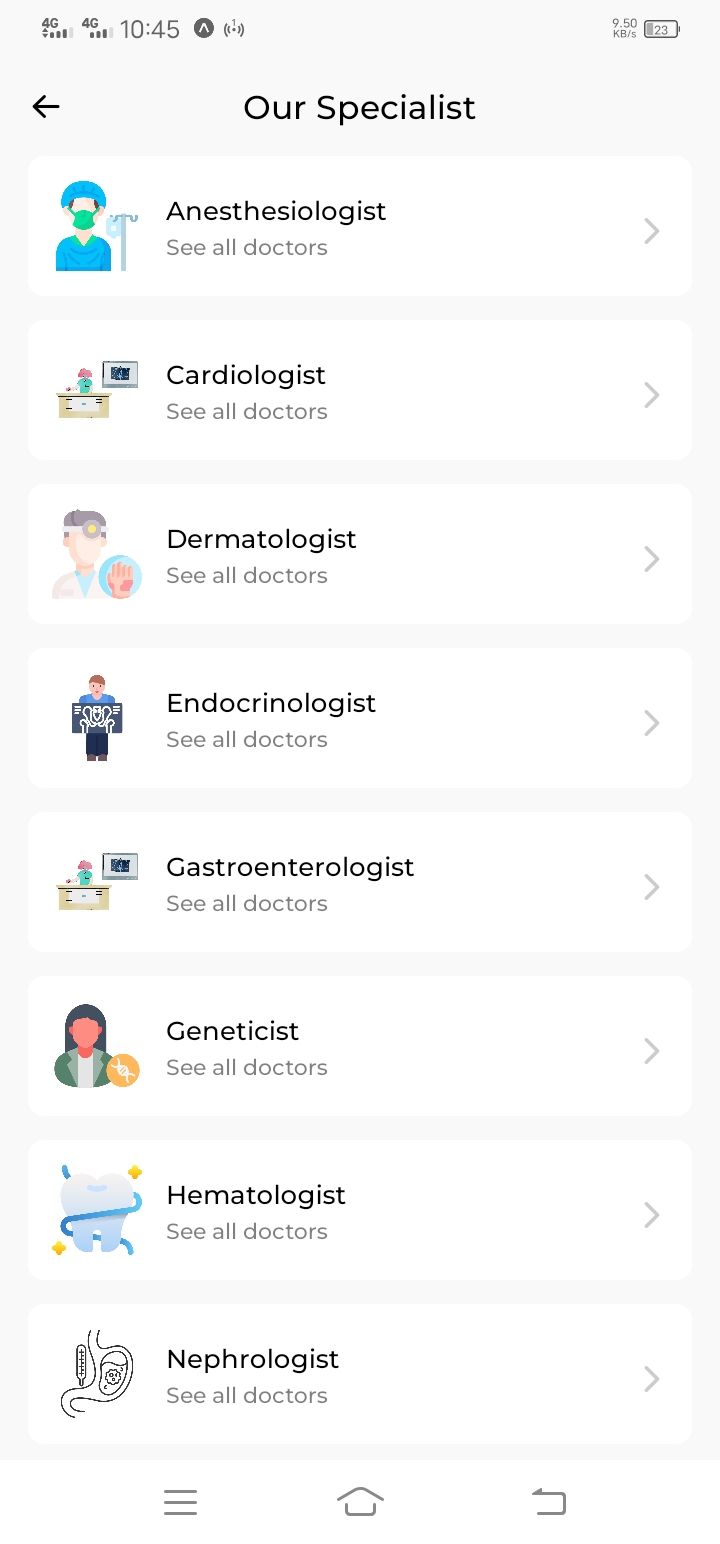 4G 4G 10:45 9.50 KB/s 23
Our Specialist
Anesthesiologist
See all doctors
Cardiologist
See all doctors
Dermatologist
See all doctors
Endocrinologist
See all doctors
Gastroenterologist
See all doctors
Geneticist
See all doctors
Hematologist
See all doctors
Nephrologist
See all doctors